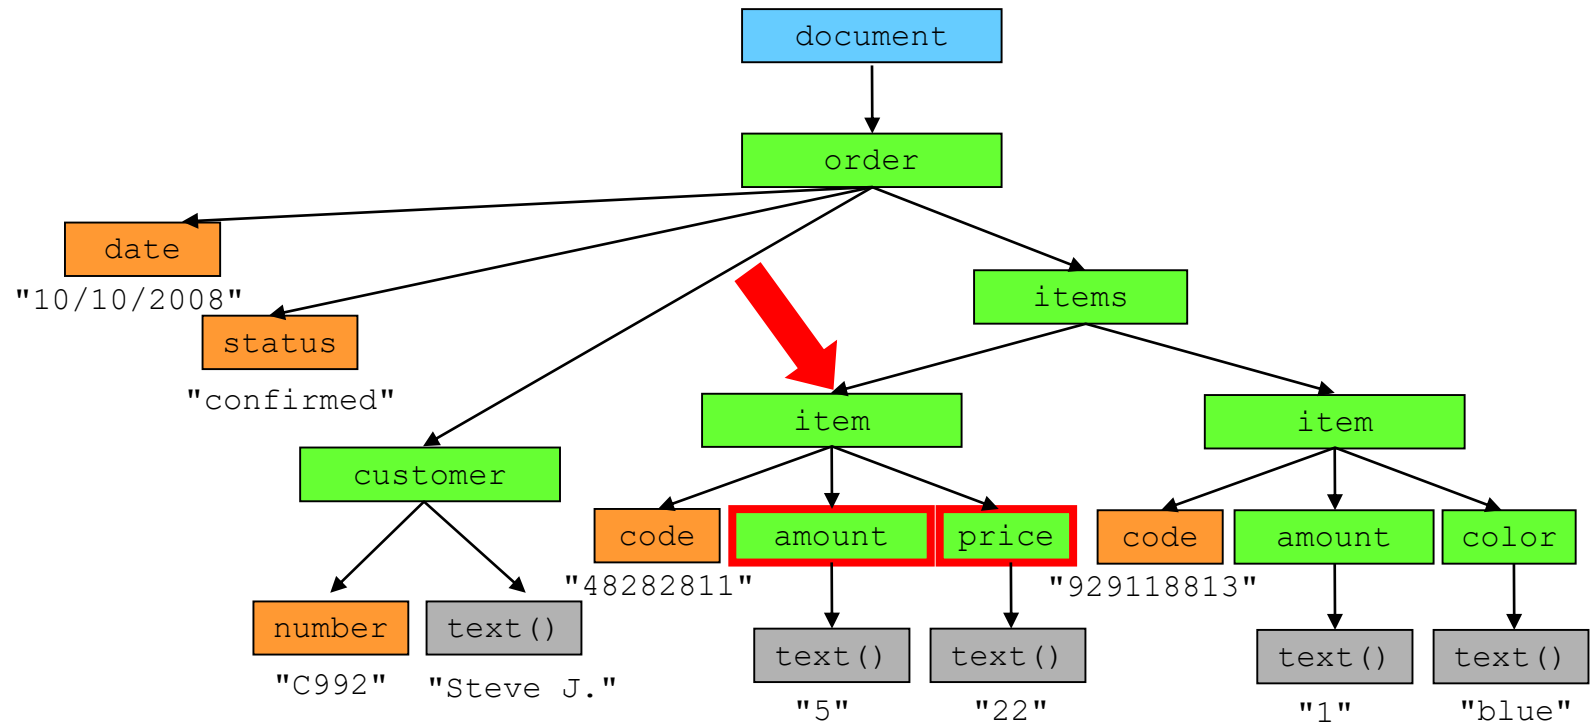 document
order
date
"10/10/2008"
items
status
"confirmed"
item
item
customer
code
amount
price
code
amount
color
"48282811"
"929118813"
number
text()
text()
text()
text()
text()
"C992"
"Steve J."
"5"
"22"
"1"
"blue"